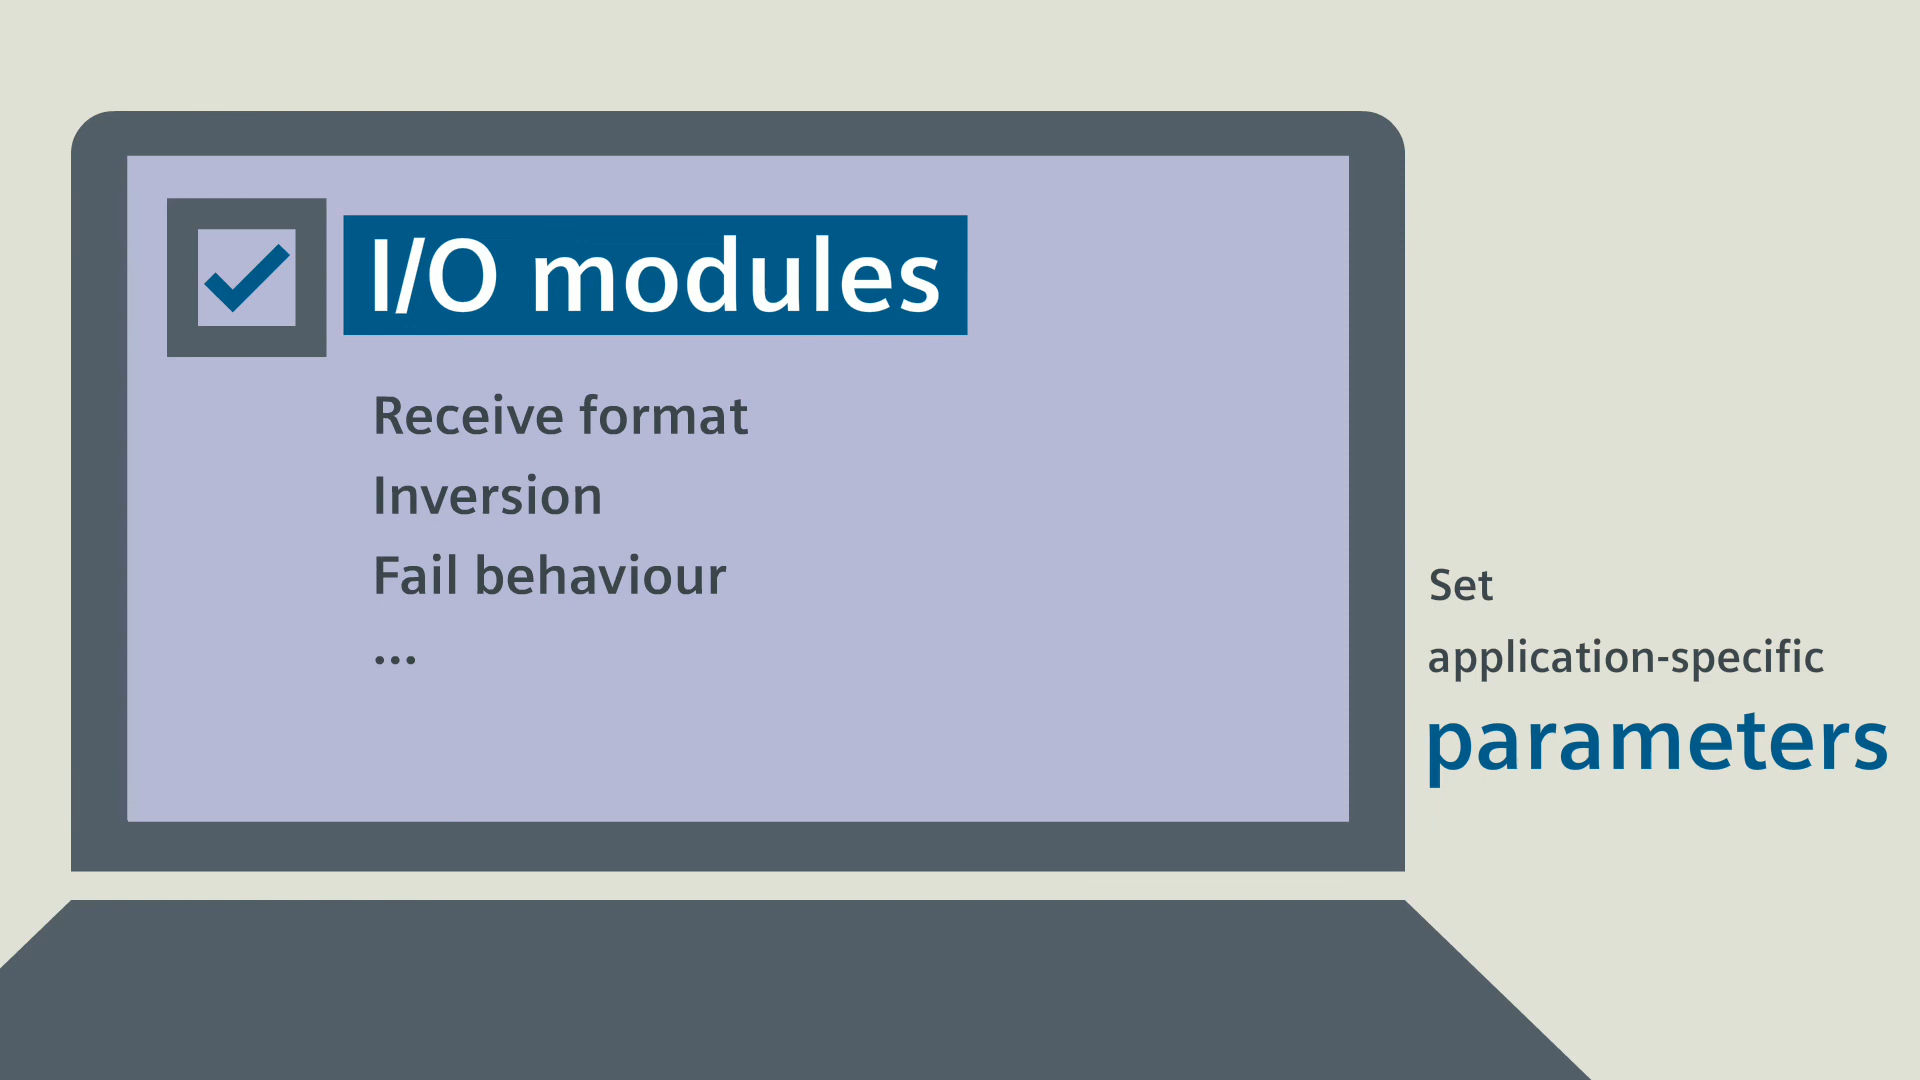 I/O modules
Receive format
Inversion
Fail behaviour
...
Set
application-specific
parameters